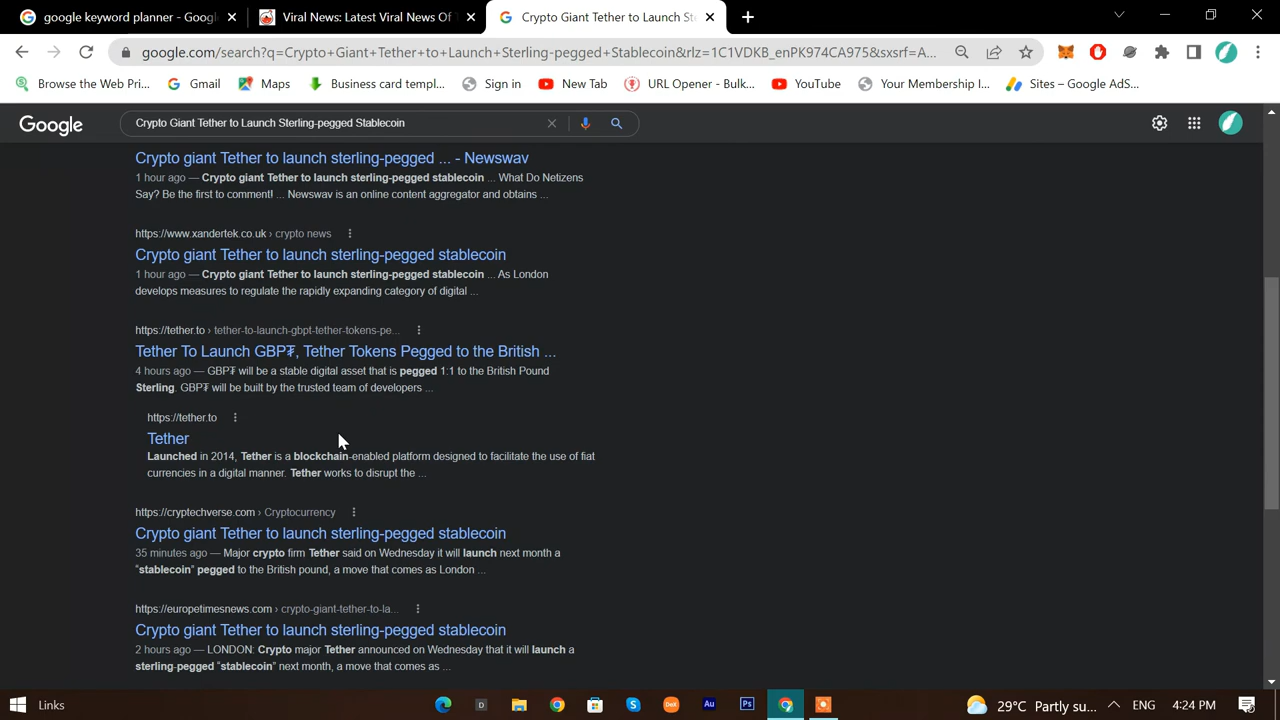 google keyword planner - Googl
Viral News: Latest Viral News Of T
Crypto Giant Tether to Launch St
google.com/search?q=Crypto+Giant+Tether+to+Launch+Sterling-pegged+Stablecoin&rlz=1C1VDKB_enPK974CA975&sxsrf=A...
Browse the Web Pri...
Gmail
Maps
Business card templ...
Sign in
New Tab
URL Opener - Bulk...
YouTube
Your Membership I...
Sites – Google AdS...
Google
Crypto Giant Tether to Launch Sterling-pegged Stablecoin
Crypto giant Tether to launch sterling-pegged ... - Newswav
1 hour ago — Crypto giant Tether to launch sterling-pegged stablecoin ... What Do Netizens
Say? Be the first to comment! ... Newswav is an online content aggregator and obtains ...
https://www.xandertek.co.uk › crypto news
Crypto giant Tether to launch sterling-pegged stablecoin
1 hour ago — Crypto giant Tether to launch sterling-pegged stablecoin ... As London
develops measures to regulate the rapidly expanding category of digital ...
https://tether.to › tether-to-launch-gbpt-tether-tokens-pe...
Tether To Launch GBP₮, Tether Tokens Pegged to the British ...
4 hours ago — GBP₮ will be a stable digital asset that is pegged 1:1 to the British Pound
Sterling. GBP₮ will be built by the trusted team of developers ...
https://tether.to
Tether
Launched in 2014, Tether is a blockchain-enabled platform designed to facilitate the use of fiat
currencies in a digital manner. Tether works to disrupt the ...
https://cryptechverse.com › Cryptocurrency
Crypto giant Tether to launch sterling-pegged stablecoin
35 minutes ago — Major crypto firm Tether said on Wednesday it will launch next month a
"stablecoin" pegged to the British pound, a move that comes as London ...
https://europetimesnews.com › crypto-giant-tether-to-la...
Crypto giant Tether to launch sterling-pegged stablecoin
2 hours ago — LONDON: Crypto major Tether announced on Wednesday that it will launch a
sterling-pegged "stablecoin" next month, a move that comes as ...
Links
29°C Partly su...
ENG
4:24 PM